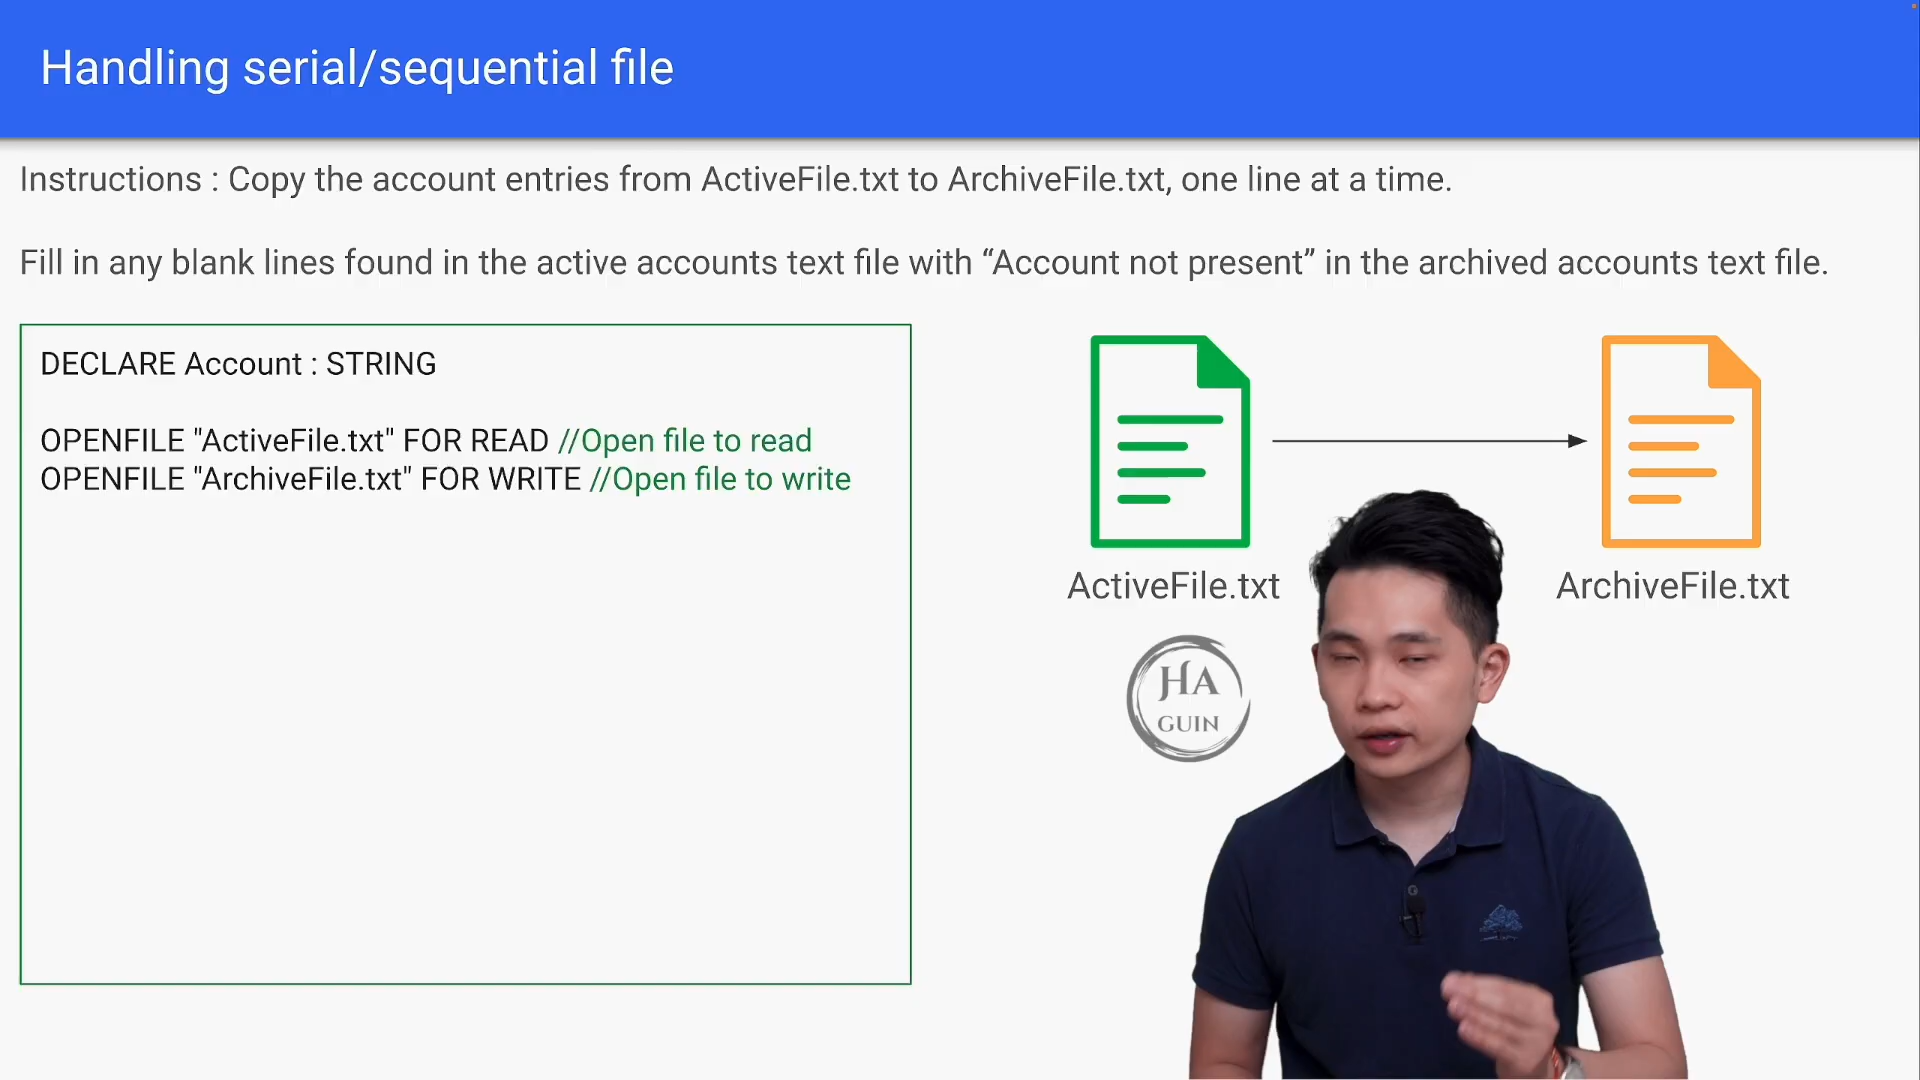 Handling serial/sequential file
Instructions : Copy the account entries from ActiveFile.txt to ArchiveFile.txt, one line at a time.
Fill in any blank lines found in the active accounts text file with “Account not present” in the archived accounts text file.
DECLARE Account : STRING
OPENFILE "ActiveFile.txt" FOR READ //Open file to read
OPENFILE "ArchiveFile.txt" FOR WRITE //Open file to write
ActiveFile.txt
ArchiveFile.txt
HA
GUIN